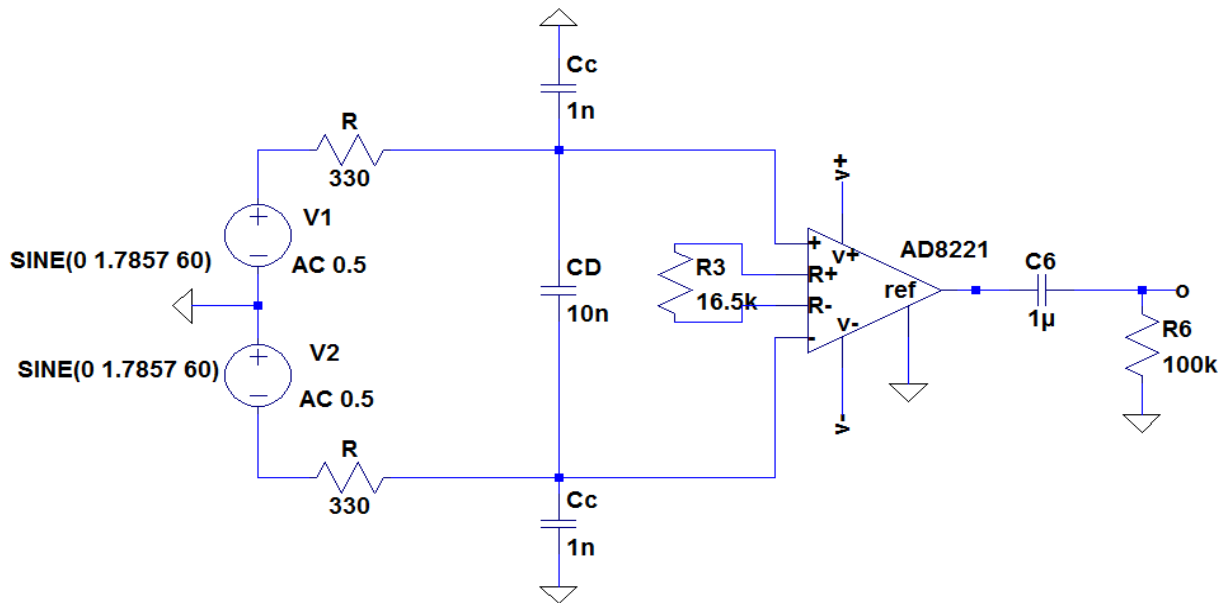 Cc
1n
R
330
V1
SINE(0 1.7857 60)
AC 0.5
CD
10n
R3
16.5k
+
R+
R-
-
v+
v+
v-
v-
AD8221
ref
C6
1µ
o
R6
100k
V2
SINE(0 1.7857 60)
AC 0.5
R
330
Cc
1n